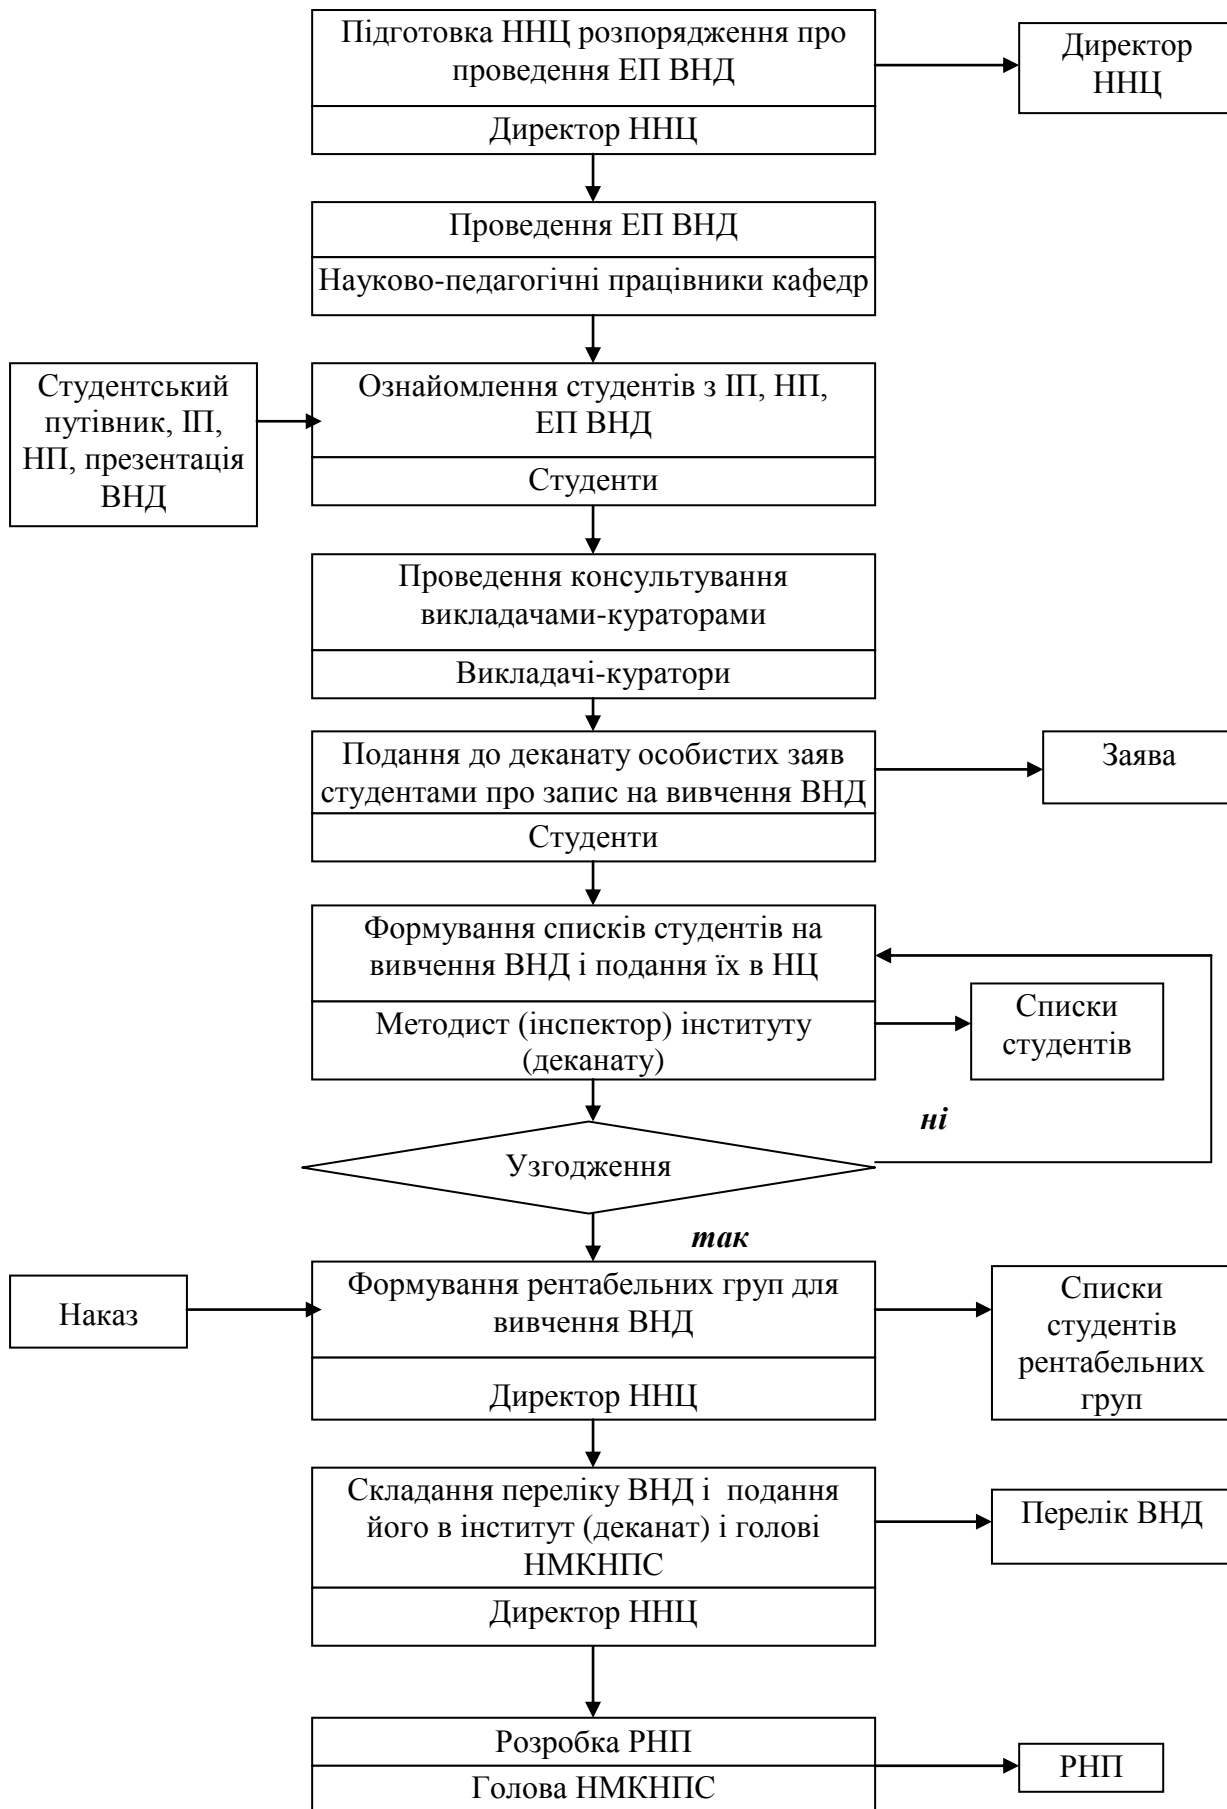 Підготовка ННЦ розпорядження про
проведення ЕП ВНД
Директор ННЦ
Директор
ННЦ
Проведення ЕП ВНД
Науково-педагогічні працівники кафедр
Студентський
путівник, ІП,
НП, презентація
ВНД
Ознайомлення студентів з ІП, НП,
ЕП ВНД
Студенти
Проведення консультування
викладачами-кураторами
Викладачі-куратори
Подання до деканату особистих заяв
студентами про запис на вивчення ВНД
Студенти
Заява
Формування списків студентів на
вивчення ВНД і подання їх в НЦ
Методист (інспектор) інституту
(деканату)
Списки
студентів
ні
Узгодження
так
Наказ
Формування рентабельних груп для
вивчення ВНД
Директор ННЦ
Списки
студентів
рентабельних
груп
Складання переліку ВНД і подання
його в інститут (деканат) і голові
НМКНПС
Директор ННЦ
Перелік ВНД
Розробка РНП
Голова НМКНПС
РНП